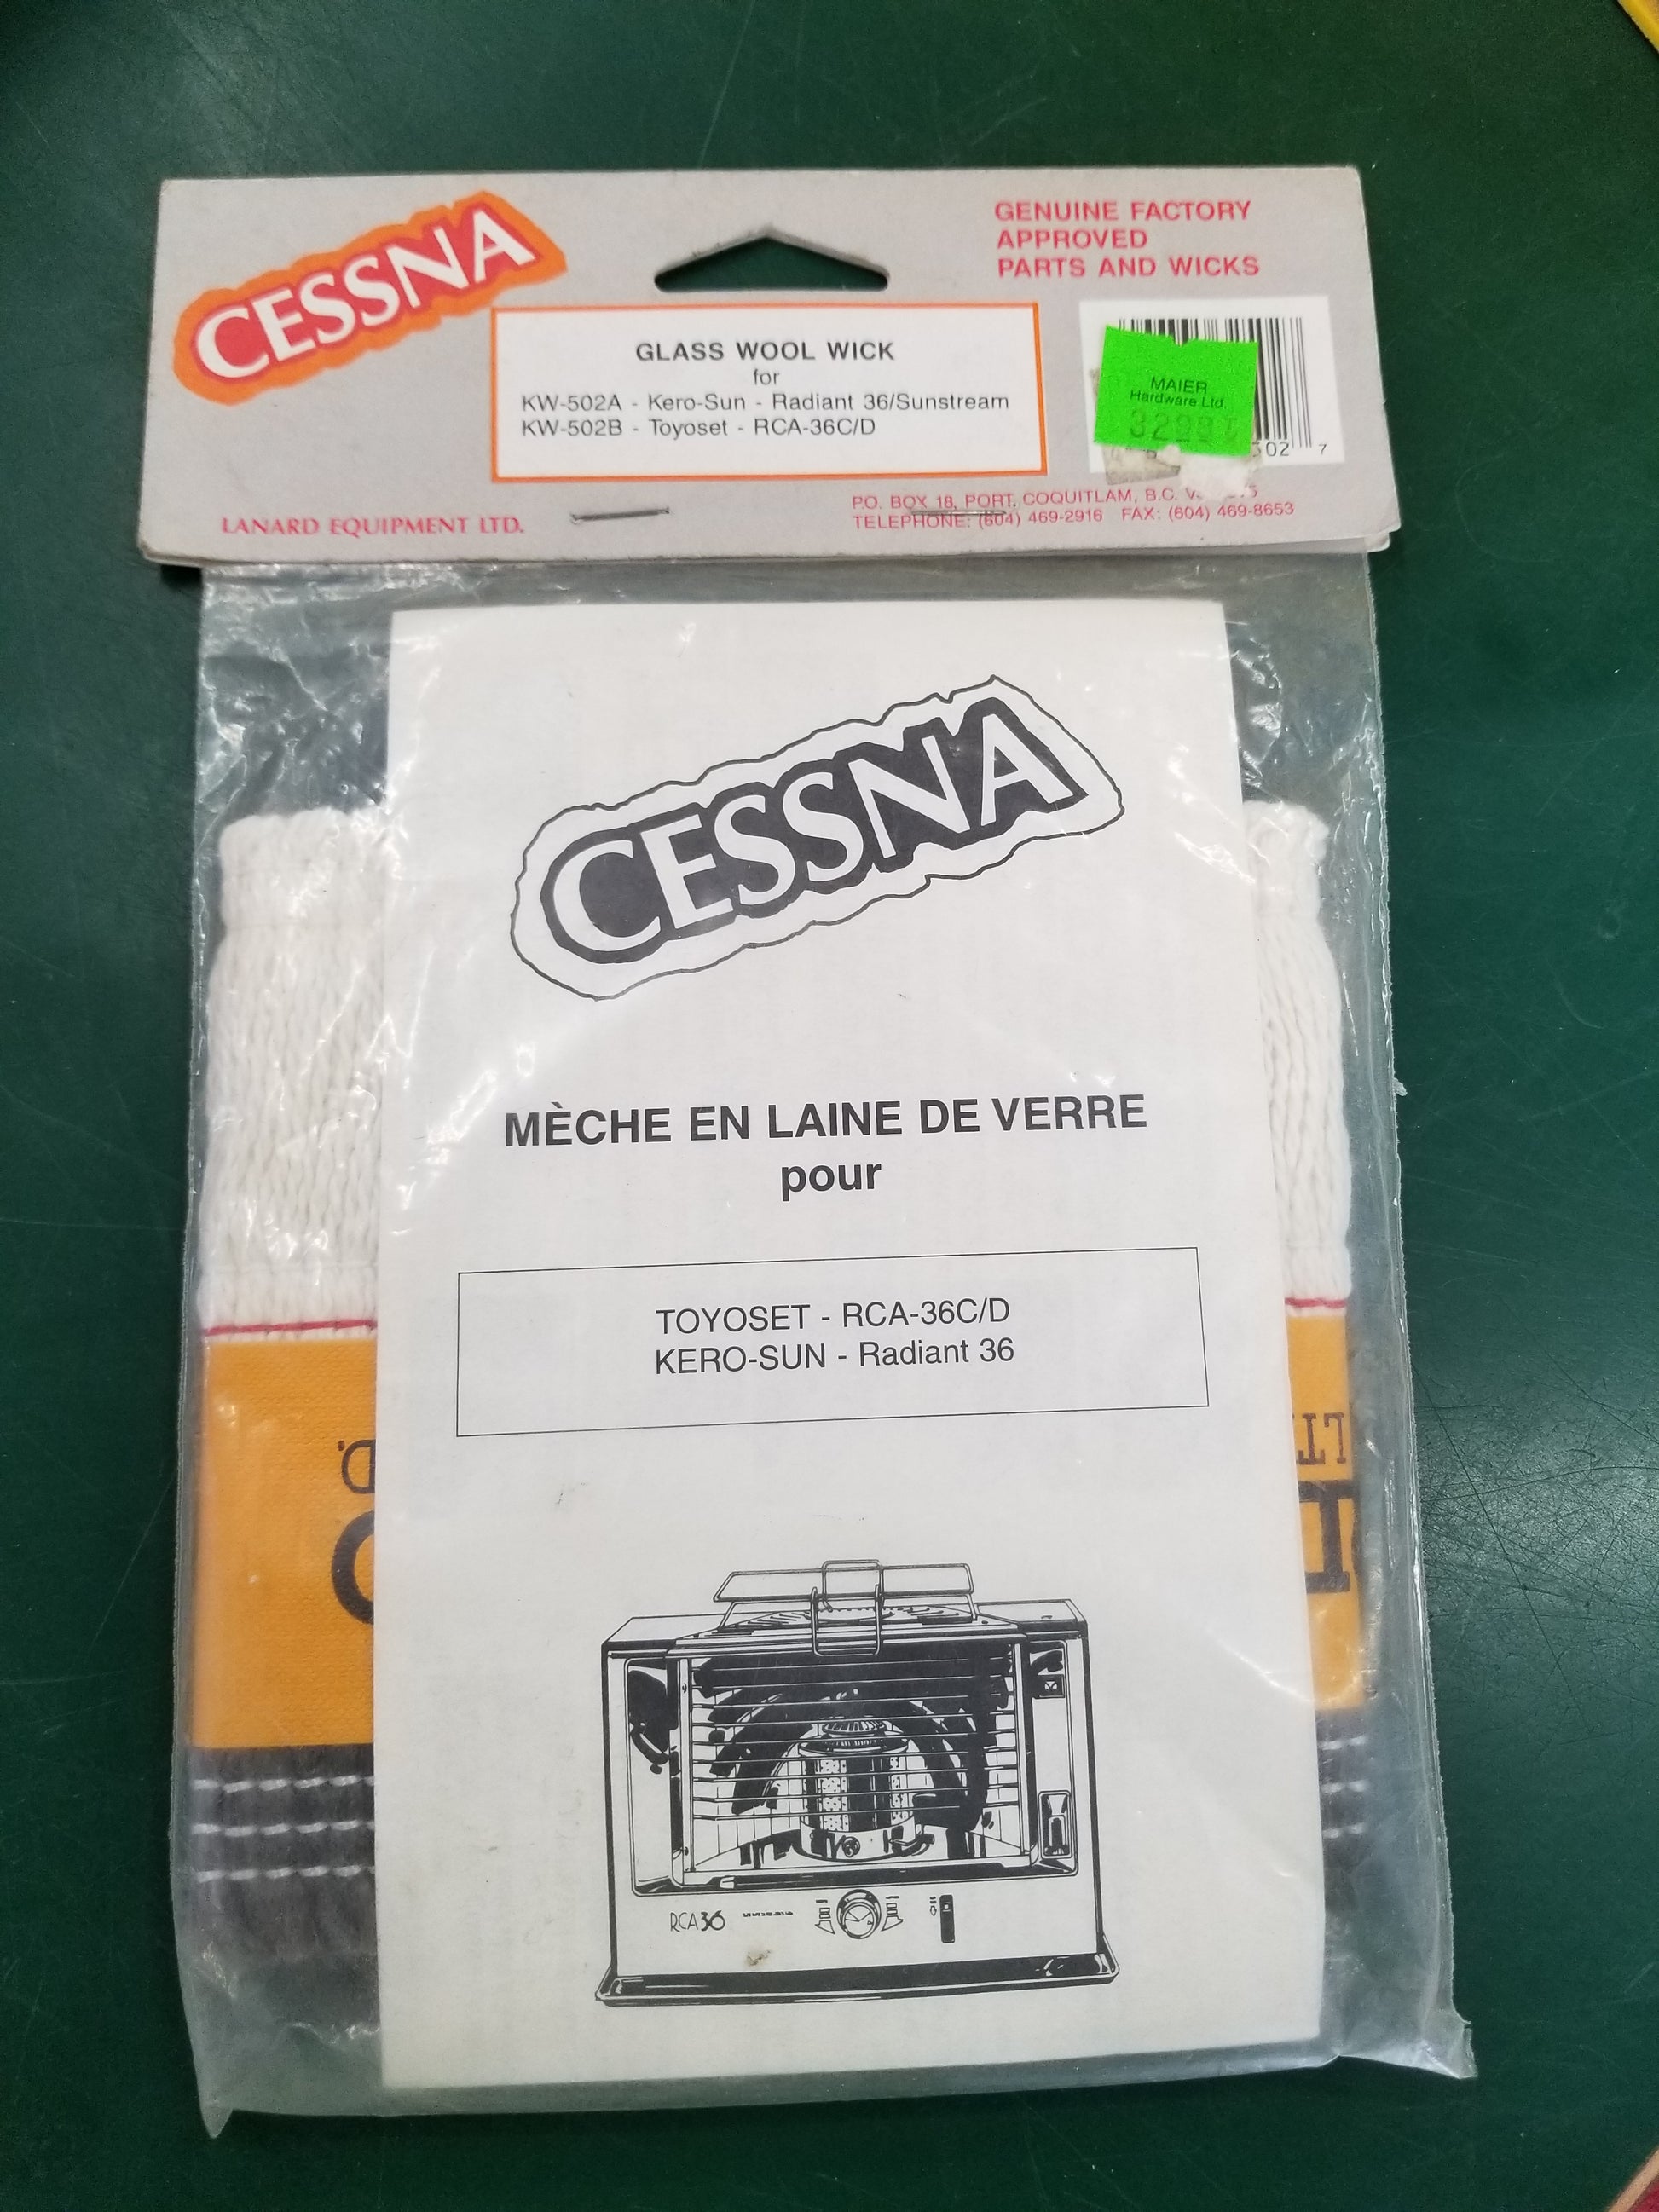 CESSNA
GENUINE FACTORY
APPROVED
PARTS AND WICKS
GLASS WOOL WICK
for
KW-502A - Kero-Sun - Radiant 36/Sunstream
KW-502B - Toyoset - RCA-36C/D
MAIER
Hardware Ltd.
502 7
LANARD EQUIPMENT LTD.
P.O. BOX 18, PORT. COQUITLAM, B.C.
TELEPHONE: (604) 469-2916 FAX: (604) 469-8653
CESSNA
MÈCHE EN LAINE DE VERRE
pour
TOYOSET - RCA-36C/D
KERO-SUN - Radiant 36
RCA36